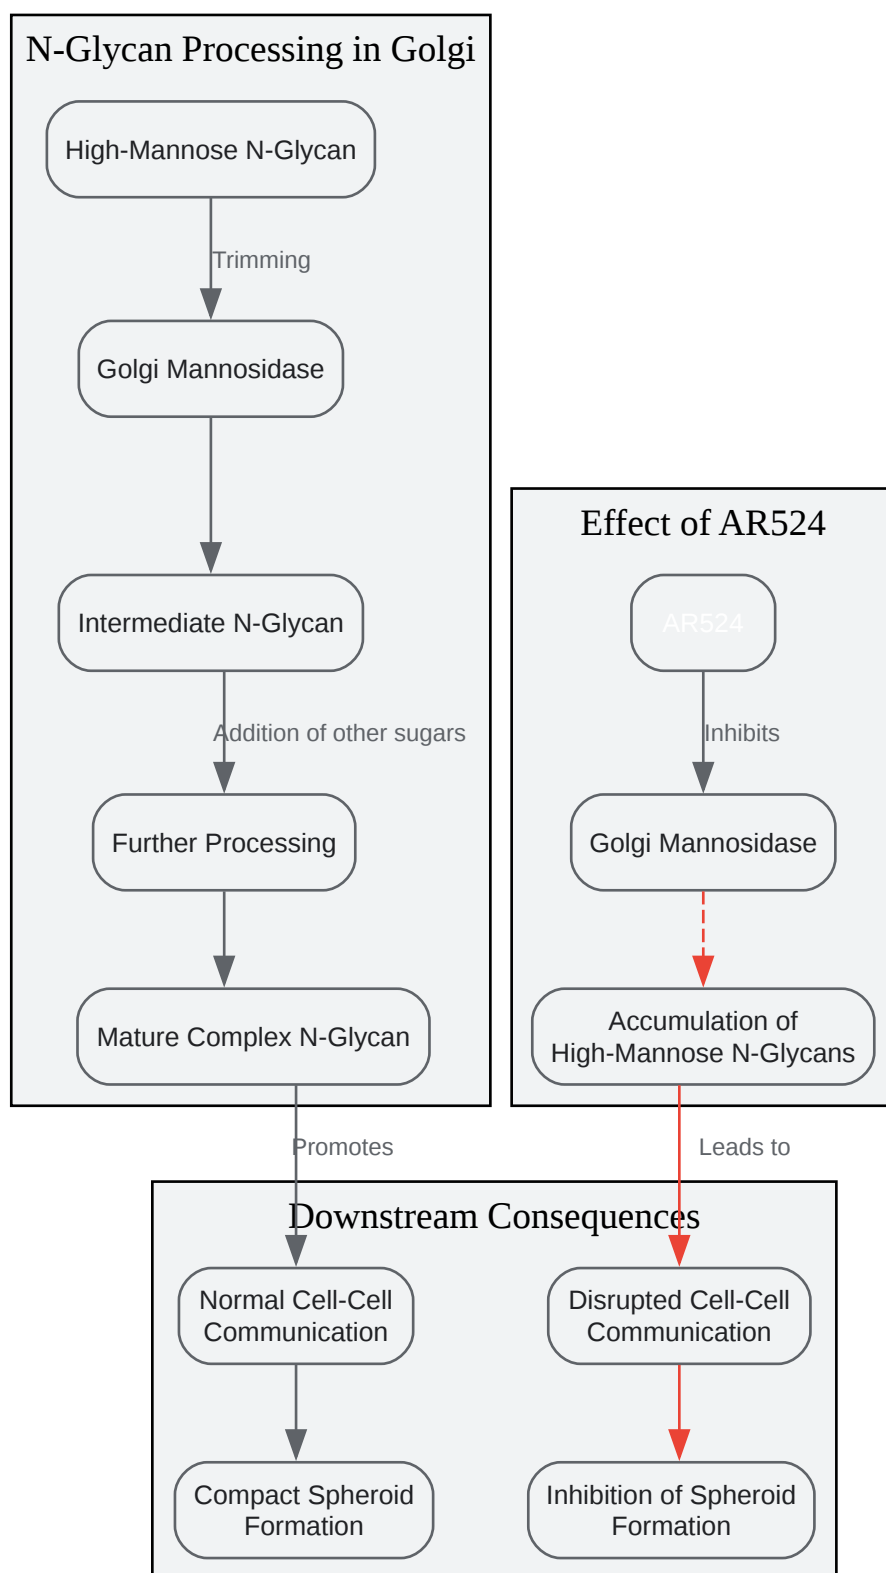 N-Glycan Processing in Golgi
High-Mannose N-Glycan
Trimming
Golgi Mannosidase
Intermediate N-Glycan
Addition of other sugars
Further Processing
Mature Complex N-Glycan
Effect of AR524
AR524
Inhibits
Golgi Mannosidase
Accumulation of
High-Mannose N-Glycans
Promotes
Leads to
Downstream Consequences
Normal Cell-Cell
Communication
Disrupted Cell-Cell
Communication
Compact Spheroid
Formation
Inhibition of Spheroid
Formation